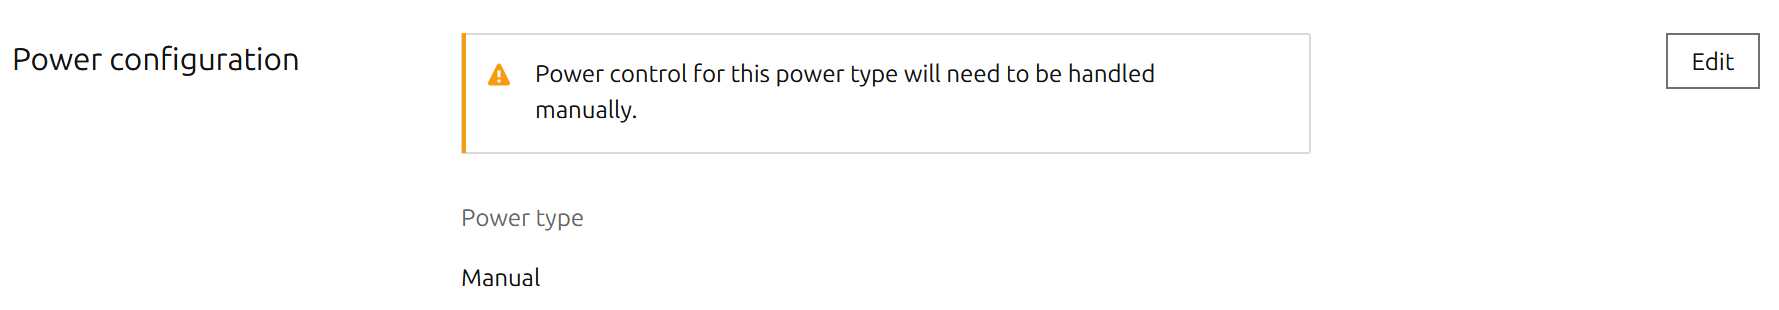 Power configuration
Power control for this power type will need to be handled
manually.
Edit
Power type
Manual